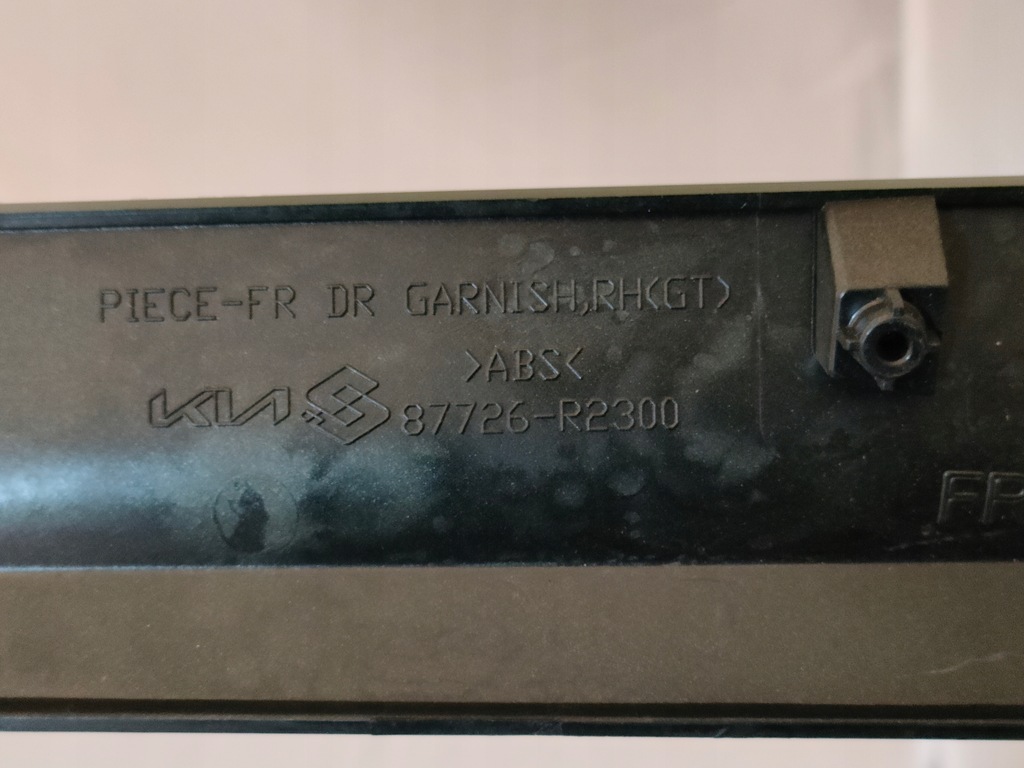 PIECE-FR DR GARNISH,RH(GT)
>ABS<
KIA 87726-R2300